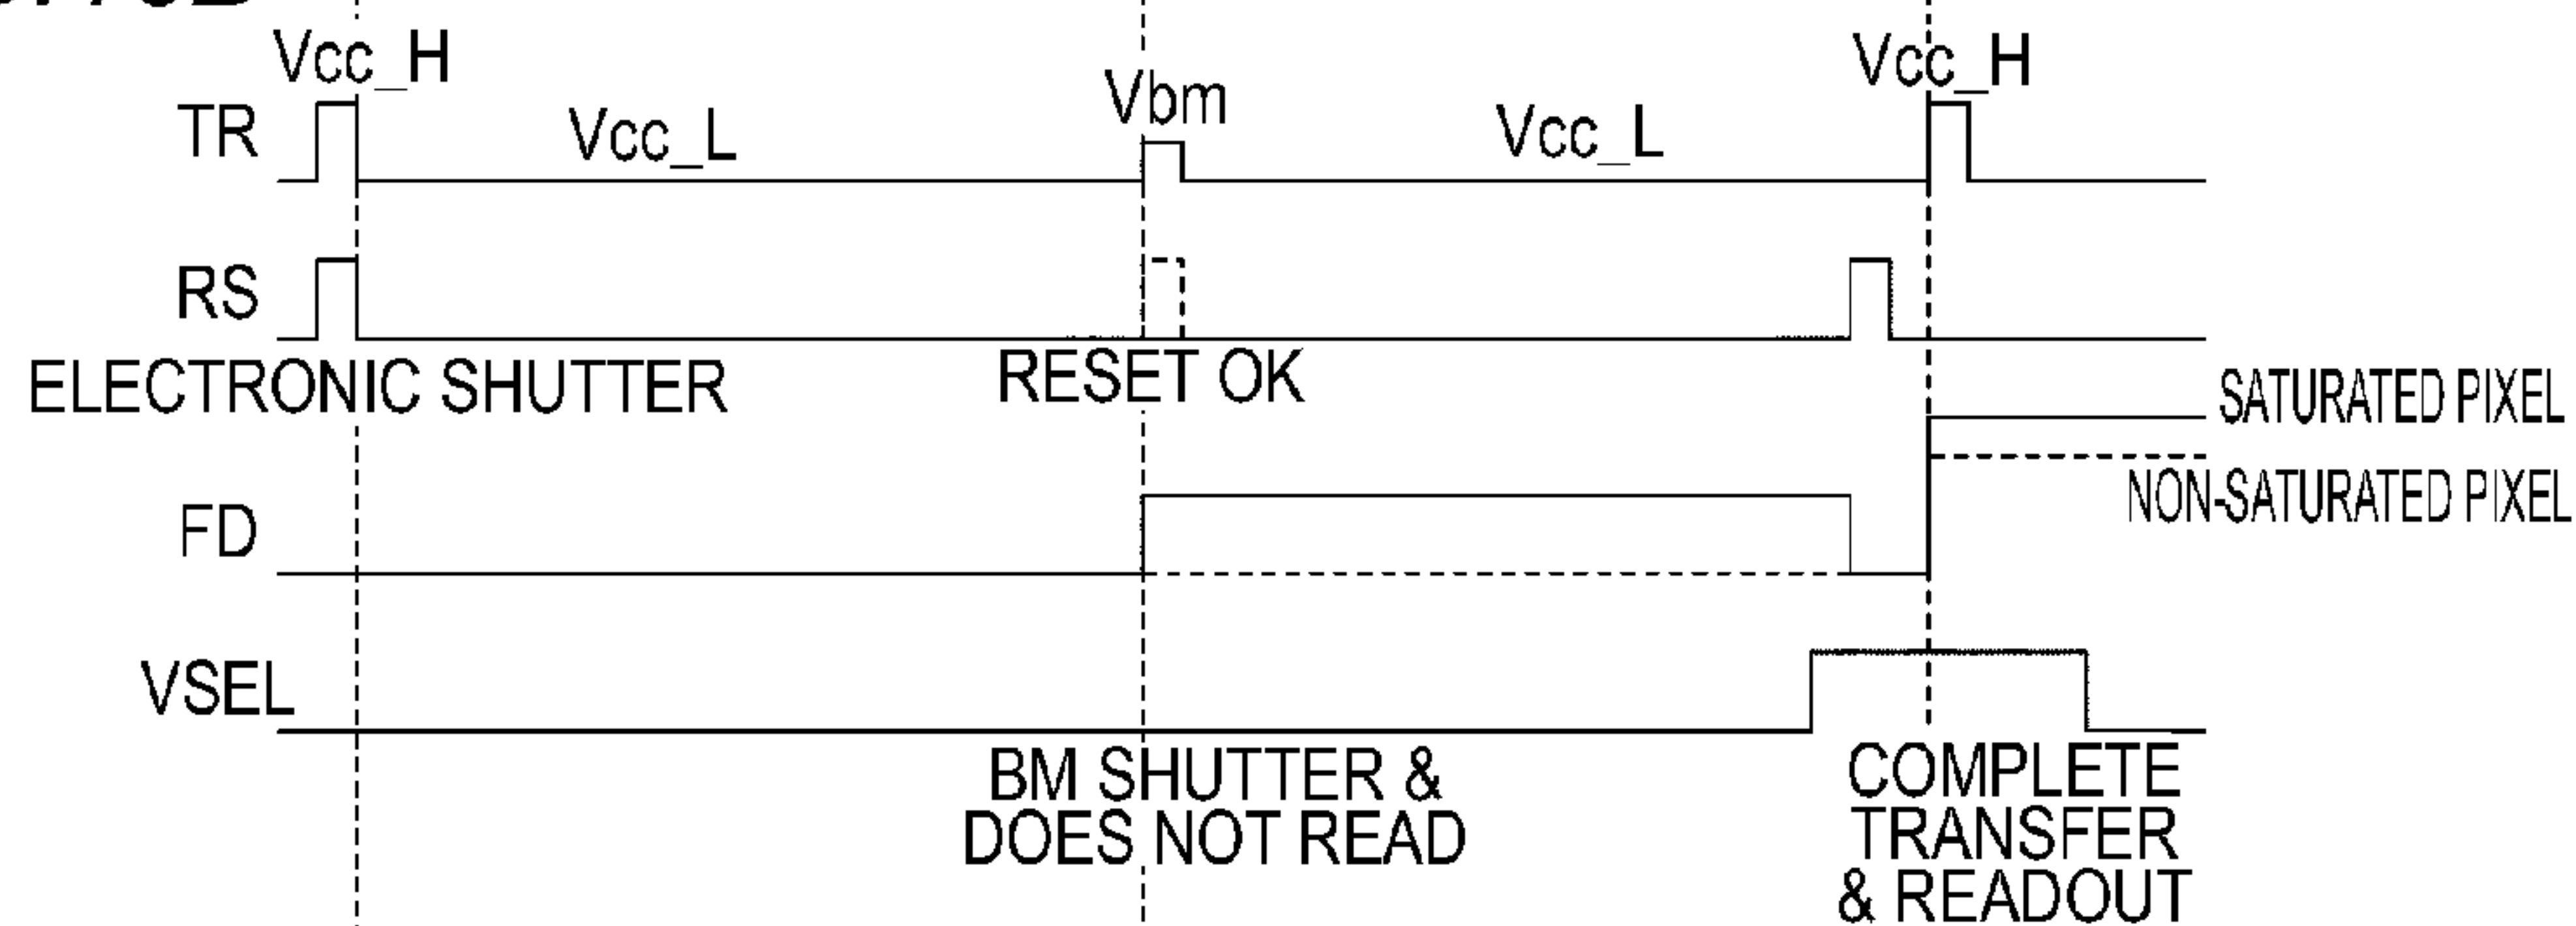 Vcc_H
Vbm
Vcc_H
TR
Vcc_L
Vcc_L
RS
ELECTRONIC SHUTTER
RESET OK
SATURATED PIXEL
NON-SATURATED PIXEL
FD
VSEL
BM SHUTTER &
DOES NOT READ
COMPLETE
TRANSFER
& READOUT